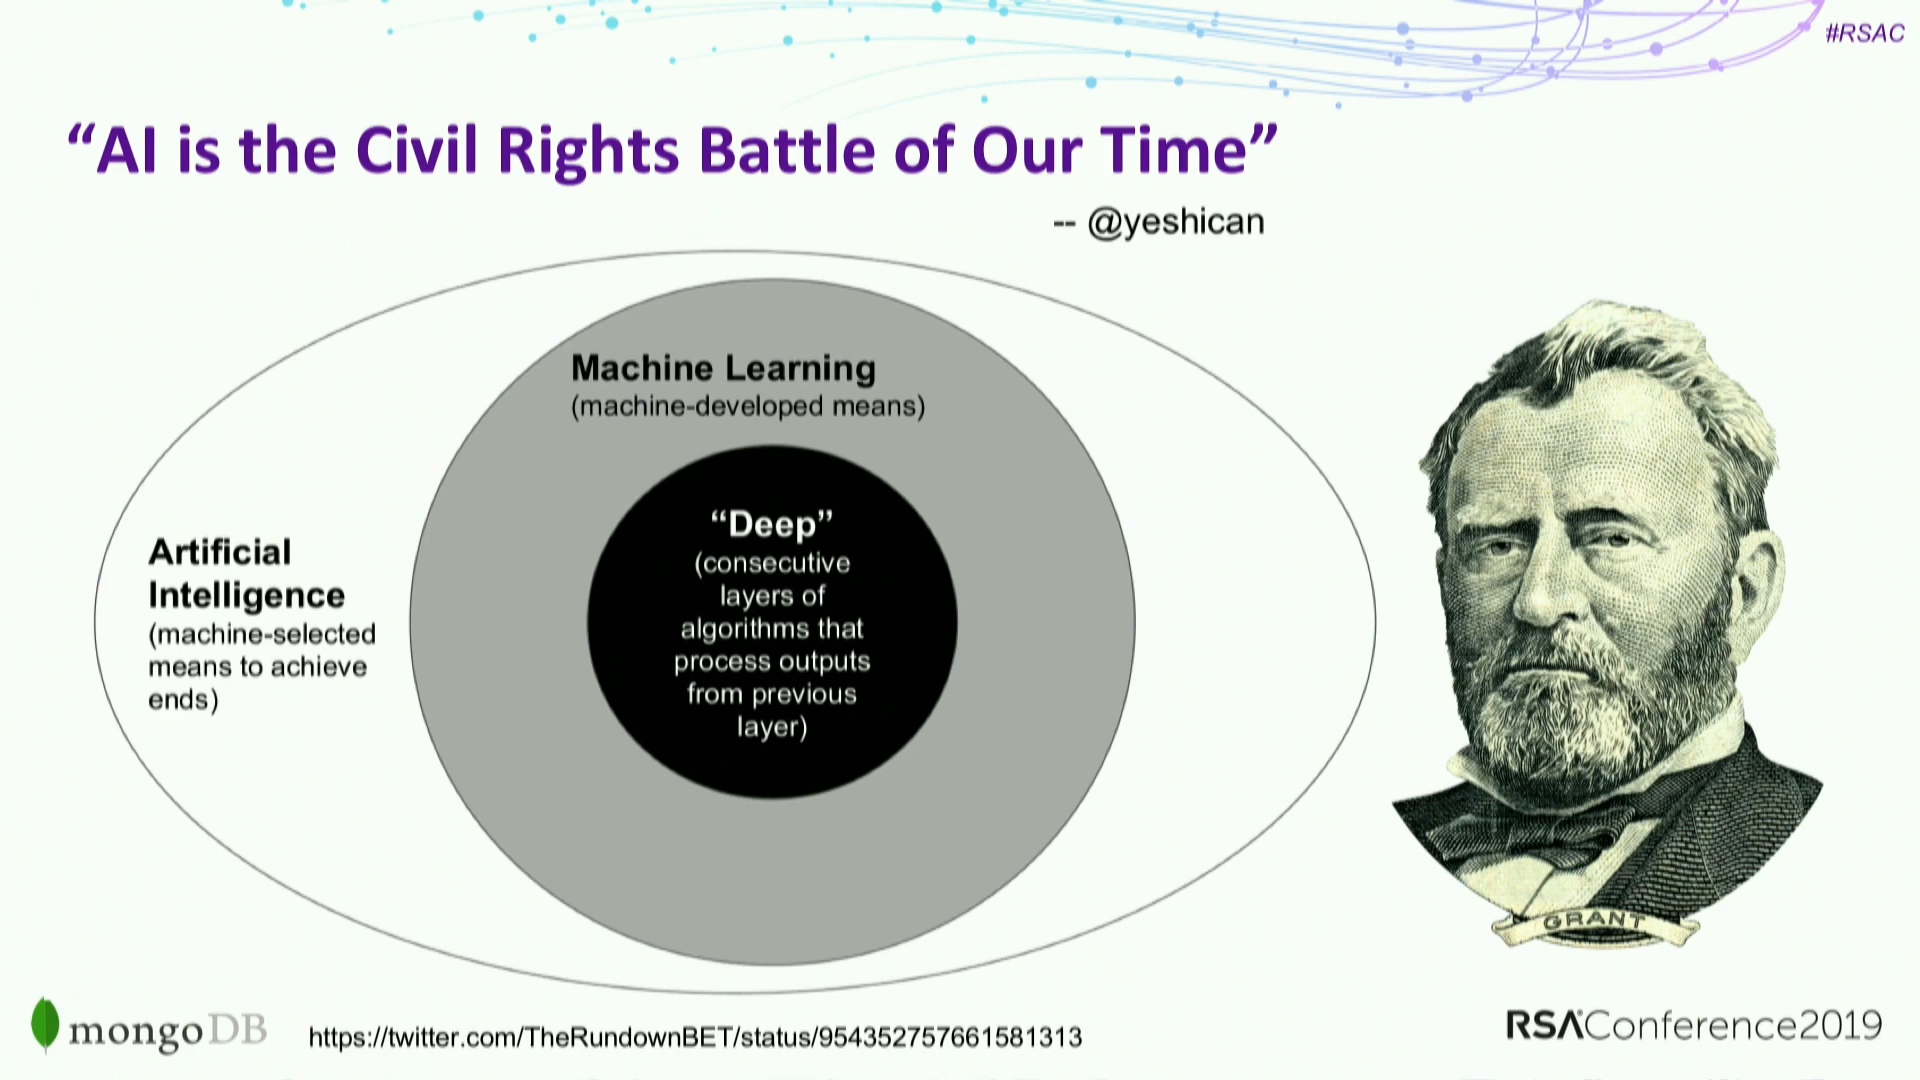 #RSAC
“AI is the Civil Rights Battle of Our Time”
-- @yeshican
Machine Learning
(machine-developed means)
“Deep”
(consecutive
layers of
algorithms that
process outputs
from previous
layer)
Artificial
Intelligence
(machine-selected
means to achieve
ends)
GRANT
mongoDB
https://twitter.com/TheRundownBET/status/954352757661581313
RSAConference2019